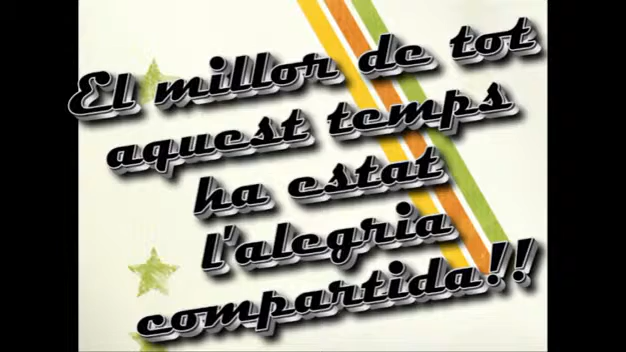 El millor de tot
aquest temps
ha estat
l'alegria
compartida!!